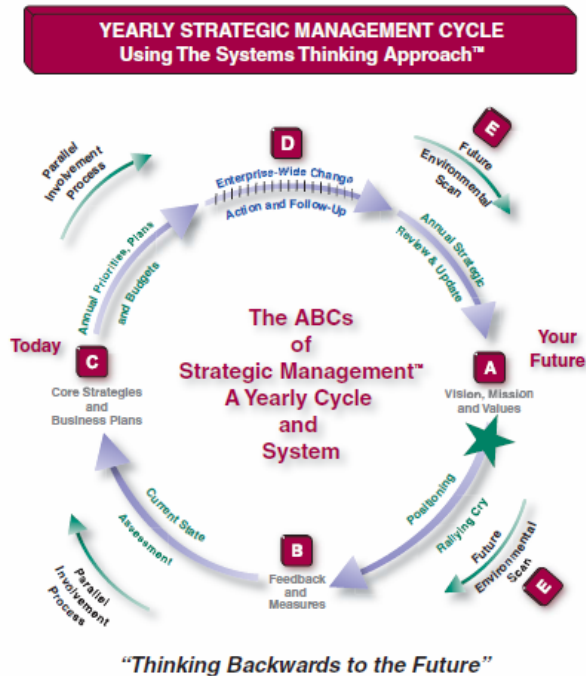 YEARLY STRATEGIC MANAGEMENT CYCLE
Using The Systems Thinking Approach™
Parallel
Involvement
Process
D
Enterprise-Wide Change
Action and Follow-Up
E
Future
Environmental
Scan
Annual Priorities, Plans
and Budgets
Annual Strategic
Review & Update
The ABCs
of
Strategic Management™
A Yearly Cycle
and
System
Today
C
Core Strategies
and
Business Plans
Your
Future
A
Vision, Mission
and Values
Current State
Assessment
Positioning
Rallying Cry
B
Feedback
and
Measures
Parallel
Involvement
Process
Future
Environmental
Scan
E
“Thinking Backwards to the Future”